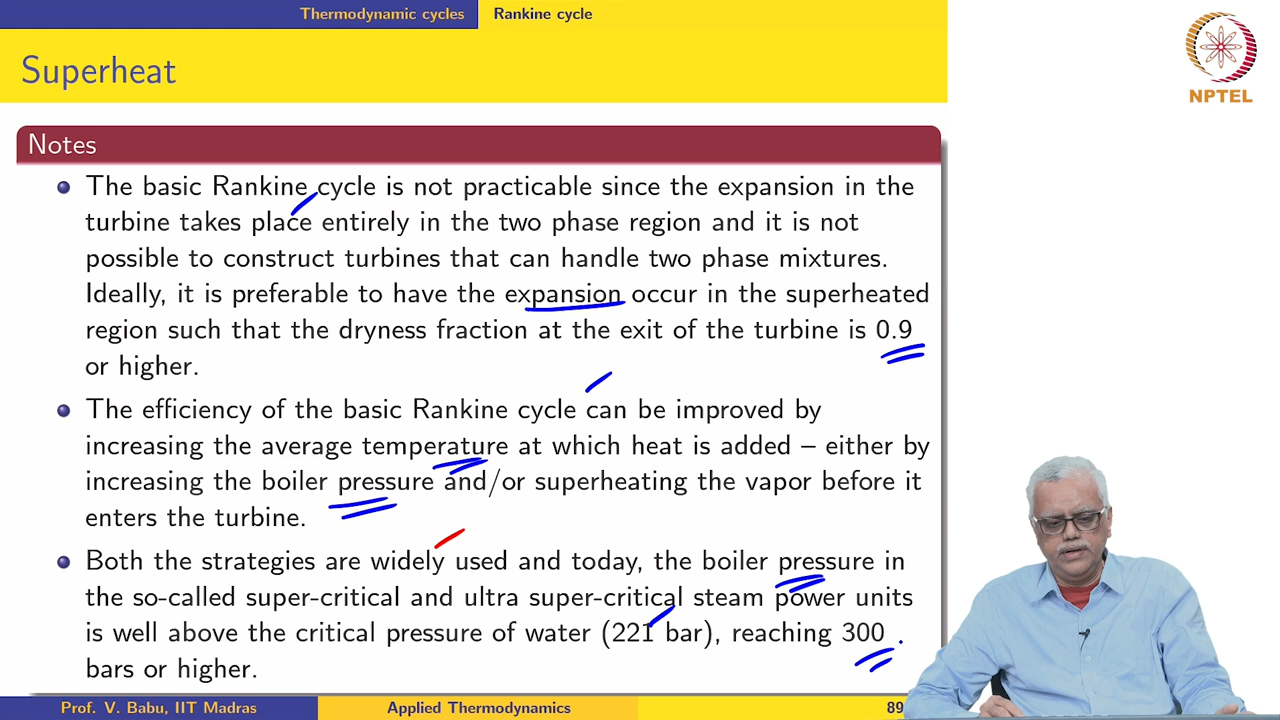 Thermodynamic cycles Rankine cycle
Superheat
NPTEL
Notes
The basic Rankine cycle is not practicable since the expansion in the
turbine takes place entirely in the two phase region and it is not
possible to construct turbines that can handle two phase mixtures.
Ideally, it is preferable to have the expansion occur in the superheated
region such that the dryness fraction at the exit of the turbine is 0.9
or higher.
The efficiency of the basic Rankine cycle can be improved by
increasing the average temperature at which heat is added – either by
increasing the boiler pressure and/or superheating the vapor before it
enters the turbine.
Both the strategies are widely used and today, the boiler pressure in
the so-called super-critical and ultra super-critical steam power units
is well above the critical pressure of water (221 bar), reaching 300
bars or higher.
Prof. V. Babu, IIT Madras Applied Thermodynamics 89